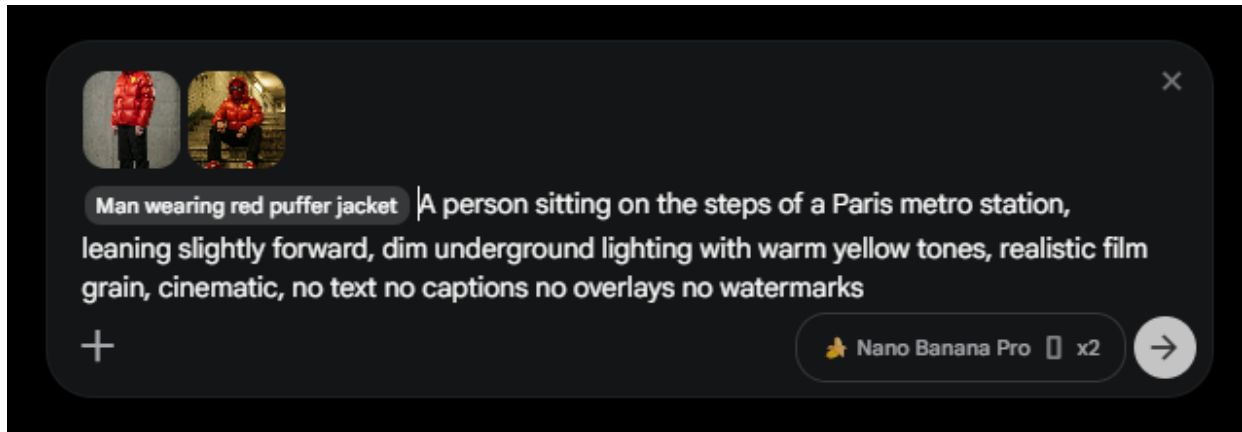 Man wearing red puffer jacket A person sitting on the steps of a Paris metro station,
leaning slightly forward, dim underground lighting with warm yellow tones, realistic film
grain, cinematic, no text no captions no overlays no watermarks
Nano Banana Pro x2